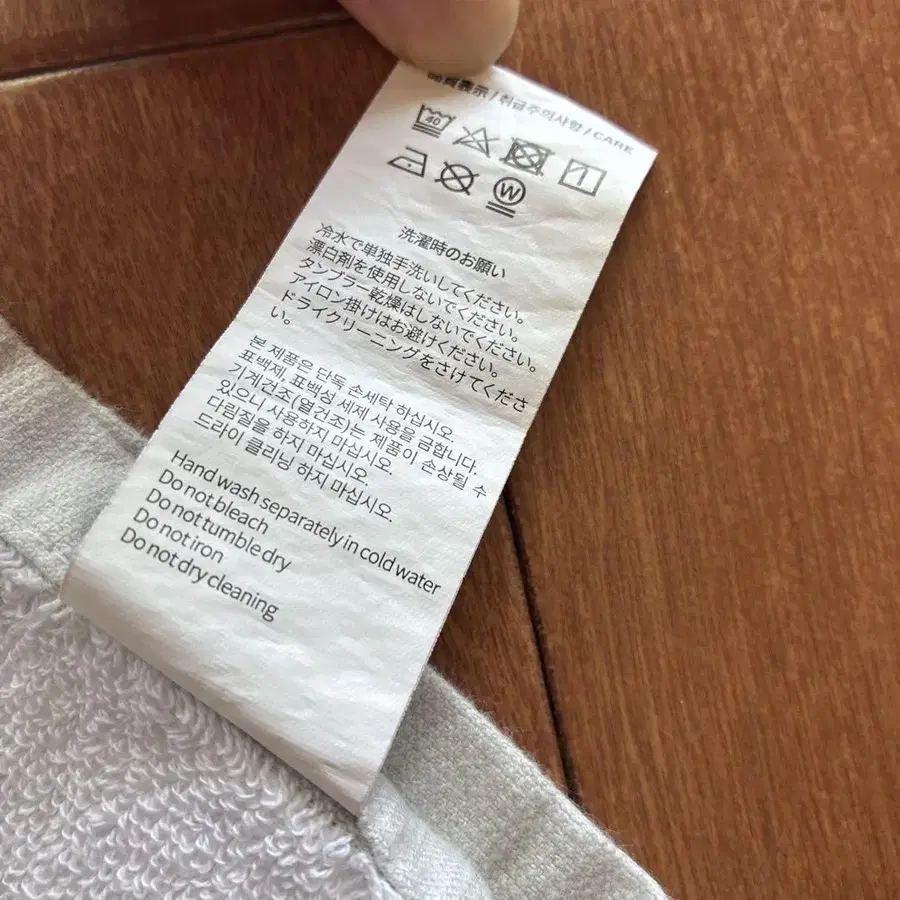 品質表示 / 취급주의사항 / CARE
40
W
洗濯時のお願い
冷水で単独手洗いしてください。
漂白剤を使用しないでください。
タンブラー乾燥はしないでください。
アイロン掛けはお避けください。
ドライクリーニングをさけてくださ
い。
본 제품은 단독 손세탁 하십시오.
표백제, 표백성 세제 사용을 금합니다.
기계건조(열건조)는 제품이 손상될 수
있으니 사용하지 마십시오.
다림질을 하지 마십시오.
드라이 클리닝 하지 마십시오.
Hand wash separately in cold water
Do not bleach
Do not tumble dry
Do not iron
Do not dry cleaning